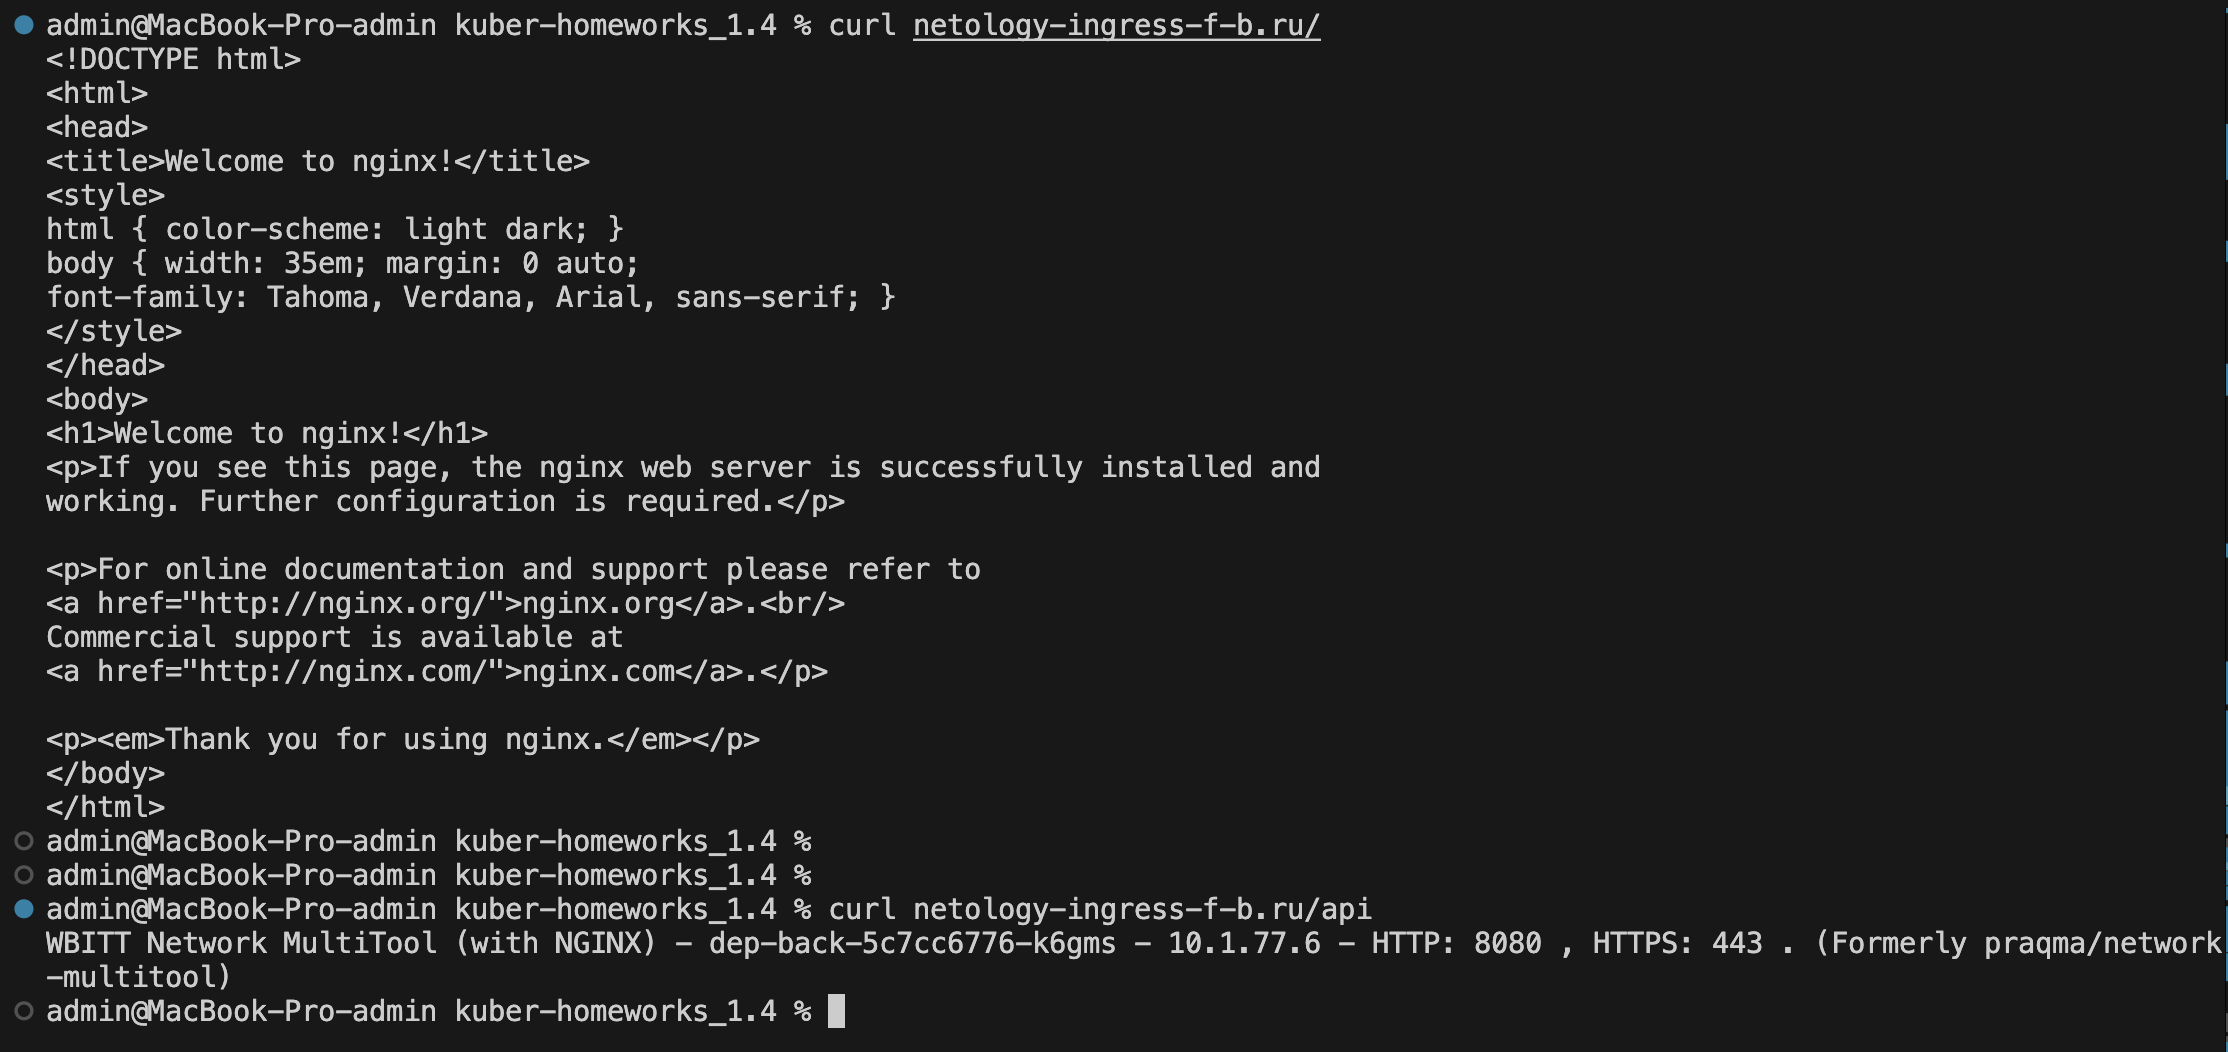 admin@MacBook-Pro-admin kuber-homeworks_1.4 % curl netology-ingress-f-b.ru/
<!DOCTYPE html>
<html>
<head>
<title>Welcome to nginx!</title>
<style>
html { color-scheme: light dark; }
body { width: 35em; margin: 0 auto;
font-family: Tahoma, Verdana, Arial, sans-serif; }
</style>
</head>
<body>
<h1>Welcome to nginx!</h1>
<p>If you see this page, the nginx web server is successfully installed and
working. Further configuration is required.</p>

<p>For online documentation and support please refer to
<a href="http://nginx.org/">nginx.org</a>.<br/>
Commercial support is available at
<a href="http://nginx.com/">nginx.com</a>.</p>

<p><em>Thank you for using nginx.</em></p>
</body>
</html>
admin@MacBook-Pro-admin kuber-homeworks_1.4 %
admin@MacBook-Pro-admin kuber-homeworks_1.4 %
admin@MacBook-Pro-admin kuber-homeworks_1.4 % curl netology-ingress-f-b.ru/api
WBITT Network MultiTool (with NGINX) - dep-back-5c7cc6776-k6gms - 10.1.77.6 - HTTP: 8080 , HTTPS: 443 . (Formerly praqma/network
-multitool)
admin@MacBook-Pro-admin kuber-homeworks_1.4 %